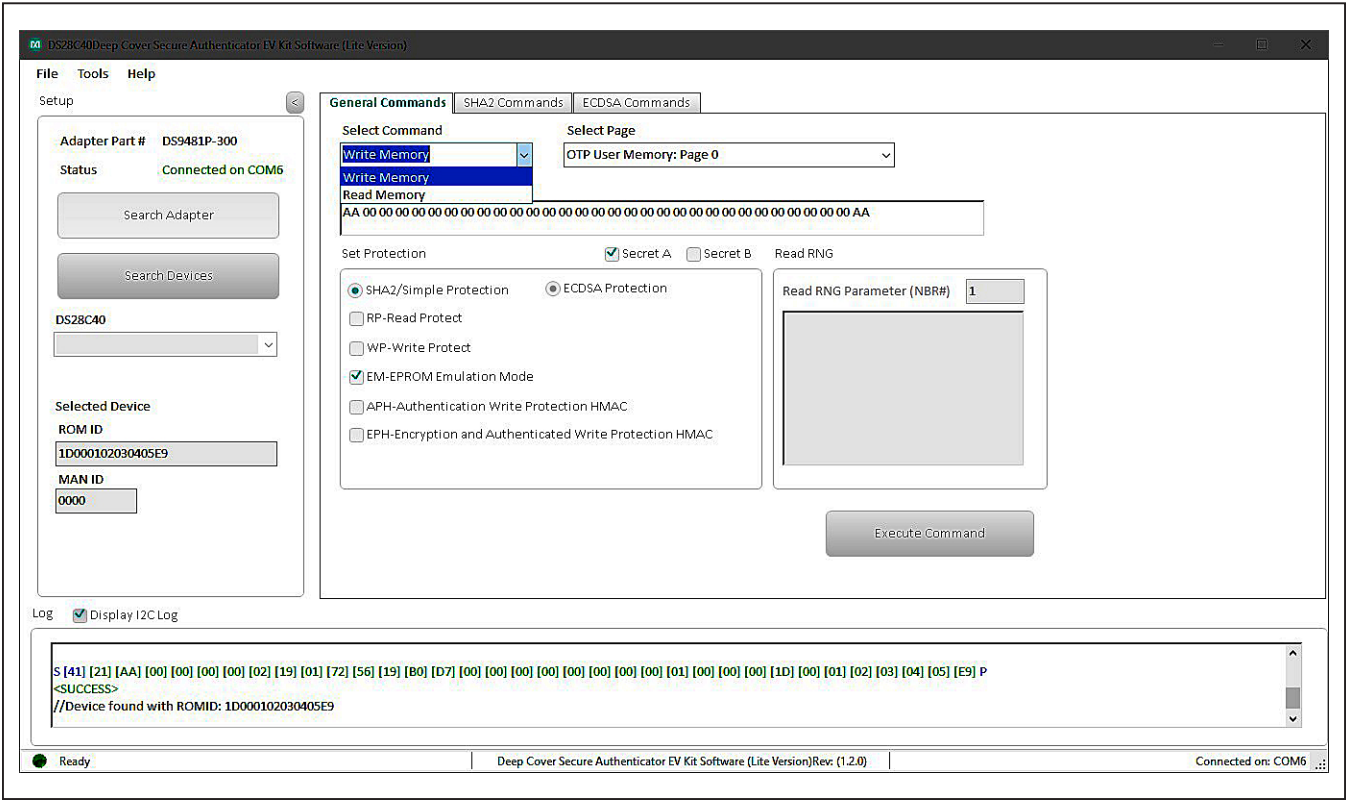 DS28C40Deep Cover Secure Authenticator EV Kit Software (Lite Version)
File Tools Help
Setup
<
Adapter Part # DS9481P-300
Status Connected on COM6
Search Adapter
Search Devices
DS28C40
Selected Device
ROM ID
1D000102030405E9
MAN ID
0000
General Commands SHA2 Commands ECDSA Commands
Select Command Select Page
Write Memory OTP User Memory: Page 0
Write Memory
Read Memory
AA 00 00 00 00 00 00 00 00 00 00 00 00 00 00 00 00 00 00 00 00 00 00 00 00 00 00 00 00 00 00 AA
Set Protection Secret A Secret B Read RNG
SHA2/Simple Protection ECDSA Protection
RP-Read Protect
WP-Write Protect
EM-EPROM Emulation Mode
APH-Authentication Write Protection HMAC
EPH-Encryption and Authenticated Write Protection HMAC
Read RNG Parameter (NBR#) 1
Execute Command
Log Display I2C Log
S [41] [21] [AA] [00] [00] [00] [00] [02] [19] [01] [72] [56] [19] [B0] [D7] [00] [00] [00] [00] [00] [00] [00] [00] [01] [00] [00] [00] [1D] [00] [01] [02] [03] [04] [05] [E9] P
<SUCCESS>
//Device found with ROMID: 1D000102030405E9
Ready Deep Cover Secure Authenticator EV Kit Software (Lite Version)Rev: (1.2.0) Connected on: COM6